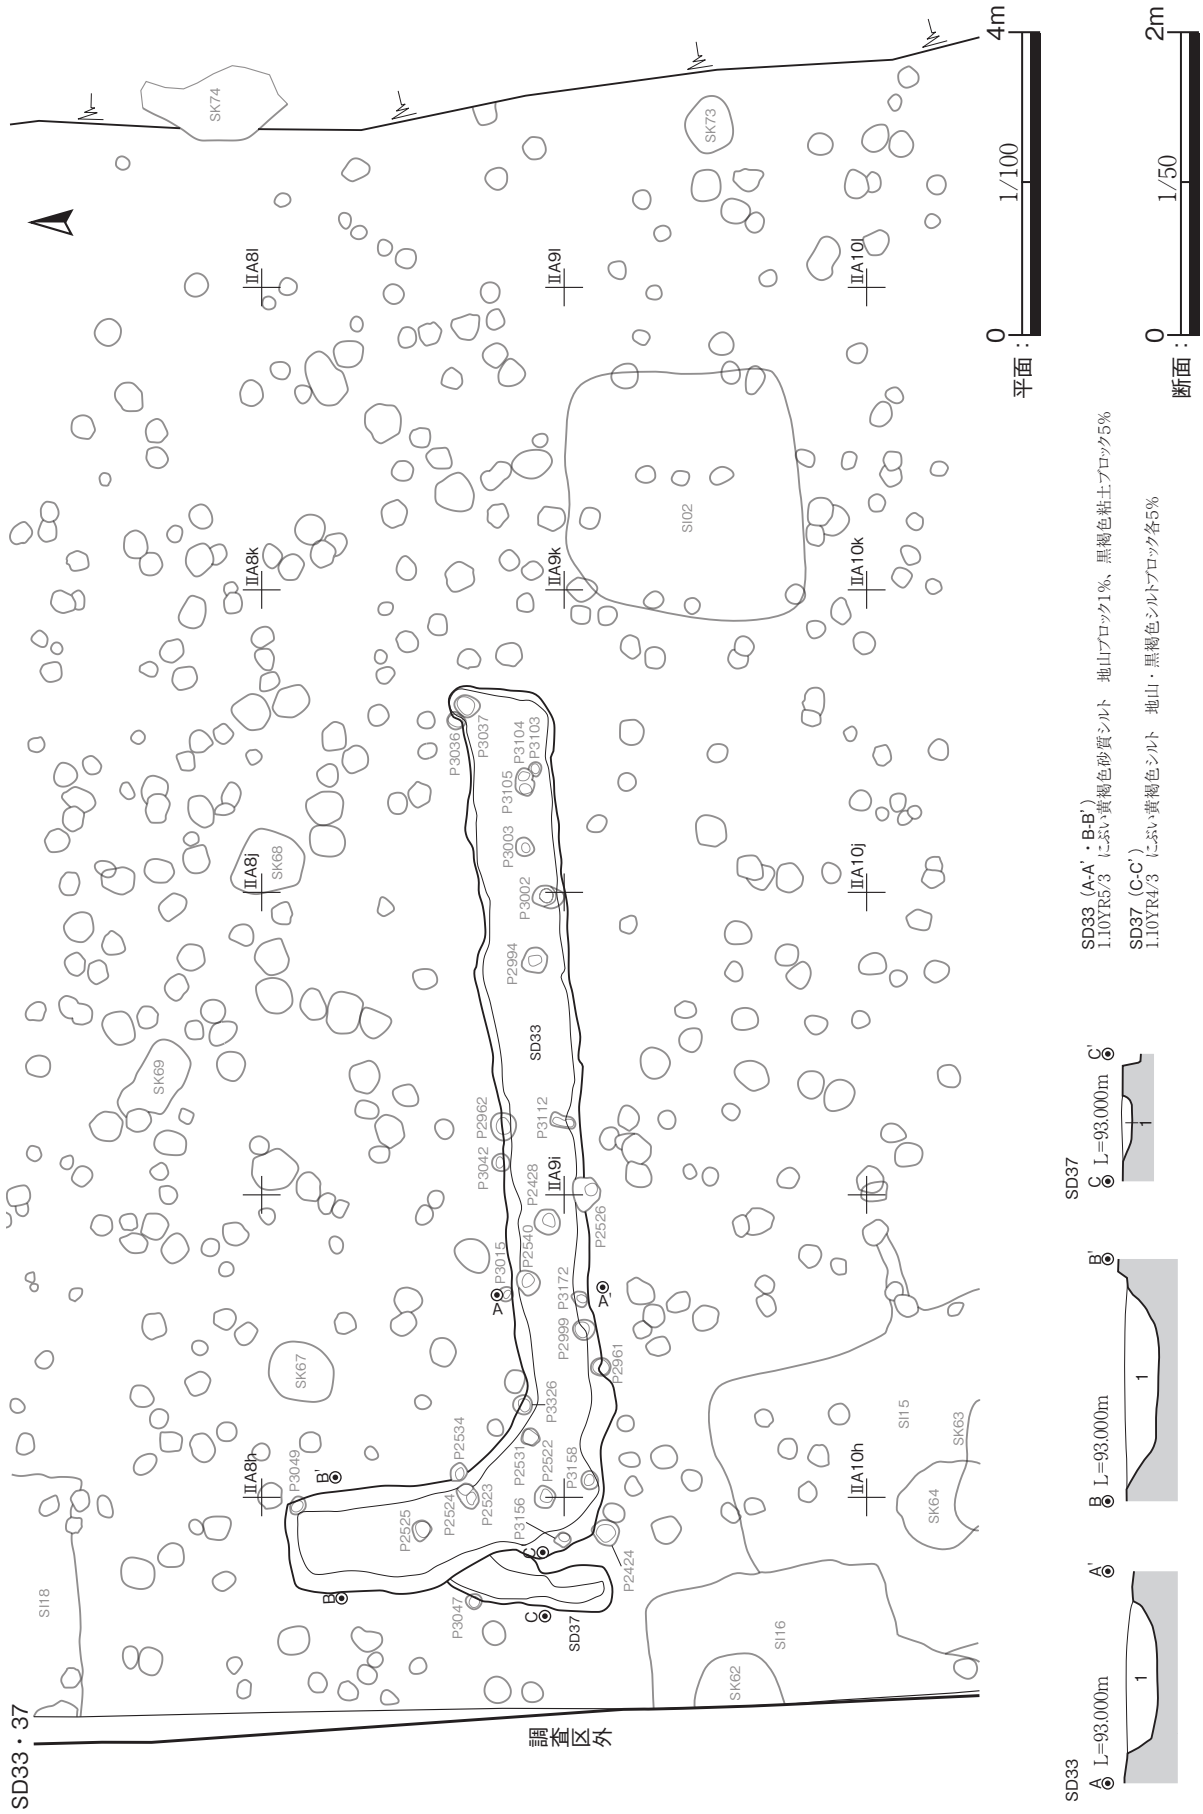 SD33・37
SI18
SK74
SK69
SK68
SK67
ⅡA8h
ⅡA8j
ⅡA8k
ⅡA8l
P3049
B
B'
P2525
P2524
P2534
P2523
P3047
C
C
P3156
P2531
P2522
P3326
P3158
P2424
SD37
A
P3015
P2540
P3042
P2962
P2428
P3112
ⅡA9i
P2526
P3172
A'
P2999
P2961
SD33
P2994
P3002
P3003
P3105
P3104
P3103
P3036
P3037
ⅡA9k
ⅡA9l
SI02
SK73
調査区外
SK62
SI16
SI15
SK64
SK63
ⅡA10h
ⅡA10j
ⅡA10k
ⅡA10l
平面：
0
1/100
4m
断面：
0
1/50
2m
SD33
A L=93.000m A'
1
B L=93.000m B'
1
SD37
C L=93.000m C'
1
SD33（A-A'・B-B'）
1.10YR5/3 にぶい黄褐色砂質シルト 地山ブロック1%、黒褐色粘土ブロック5%
SD37（C-C'）
1.10YR4/3 にぶい黄褐色シルト 地山・黒褐色シルトブロック各5%